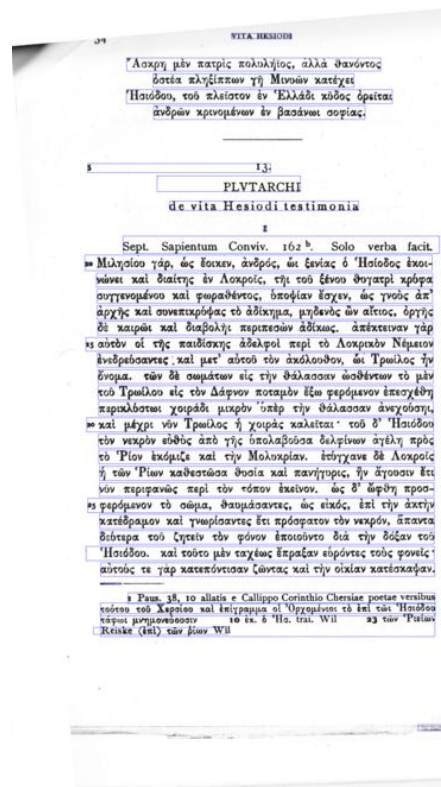 34 VITA HESIODI
Ἄσκρη μὲν πατρὶς πολυλήϊος, ἀλλὰ θανόντος
ὀστέα πληξίππων γῆ Μινυῶν κατέχει
Ἡσιόδου, τοῦ πλεῖστον ἐν Ἑλλάδι κῦδος ὀρεῖται
ἀνδρῶν κρινομένων ἐν βασάνωι σοφίας.
5 13.
PLVTARCHI
de vita Hesiodi testimonia
I
Sept. Sapientum Conviv. 162 b. Solo verba facit.
10 Μιλησίου γάρ, ὡς ἔοικεν, ἀνδρός, ὧι ξενίας ὁ Ἡσίοδος ἐκοι-
νώνει καὶ διαίτης ἐν Λοκροῖς, τῆι τοῦ ξένου θυγατρὶ κρύφα
συγγενομένου καὶ φωραθέντος, ὑποψίαν ἔσχεν, ὡς γνοὺς ἀπ'
ἀρχῆς καὶ συνεπικρύψας τὸ ἀδίκημα, μηδενὸς ὢν αἴτιος, ὀργῆς
δὲ καιρῶι καὶ διαβολῆι περιπεσὼν ἀδίκως. ἀπέκτειναν γὰρ
15 αὐτὸν οἱ τῆς παιδίσκης ἀδελφοὶ περὶ τὸ Λοκρικὸν Νέμειον
ἐνεδρεύσαντες καὶ μετ' αὐτοῦ τὸν ἀκόλουθον, ὧι Τρωίλος ἦν
ὄνομα. τῶν δὲ σωμάτων εἰς τὴν θάλασσαν ὠσθέντων τὸ μὲν
τοῦ Τρωίλου εἰς τὸν Δάφνον ποταμὸν ἔξω φερόμενον ἐπεσχέθη
περικλύστωι χοιράδι μικρὸν ὑπὲρ τὴν θάλασσαν ἀνεχούσηι,
20 καὶ μέχρι νῦν Τρωίλος ἡ χοιρὰς καλεῖται· τοῦ δ' Ἡσιόδου
τὸν νεκρὸν εὐθὺς ἀπὸ γῆς ὑπολαβοῦσα δελφίνων ἀγέλη πρὸς
τὸ Ῥίον ἐκόμιζε καὶ τὴν Μολυκρίαν. ἐτύγχανε δὲ Λοκροῖς
ἡ τῶν Ῥίων καθεστῶσα θυσία καὶ πανήγυρις, ἣν ἄγουσιν ἔτι
νῦν περιφανῶς περὶ τὸν τόπον ἐκεῖνον. ὡς δ' ὤφθη προσ-
25 φερόμενον τὸ σῶμα, θαυμάσαντες, ὡς εἰκός, ἐπὶ τὴν ἀκτὴν
κατέδραμον καὶ γνωρίσαντες ἔτι πρόσφατον τὸν νεκρόν, ἅπαντα
δεύτερα τοῦ ζητεῖν τὸν φόνον ἐποιοῦντο διὰ τὴν δόξαν τοῦ
Ἡσιόδου. καὶ τοῦτο μὲν ταχέως ἔπραξαν εὑρόντες τοὺς φονεῖς·
αὐτούς τε γὰρ κατεπόντισαν ζῶντας καὶ τὴν οἰκίαν κατέσκαψαν.
1 Paus. 38, 10 allatis e Callippo Corinthio Chersiae poetae versibus
τούτου τοῦ Χερσίου καὶ ἐπίγραμμα οἱ Ὀρχομένιοι τὸ ἐπὶ τῶι Ἡσιόδου
τάφωι μνημονεύουσιν 10 ἐκ. ὁ Ἡσ. trai. Wil 23 τῶν Ῥιείων
Reiske (ἐπὶ) τῶν ῥίων Wil